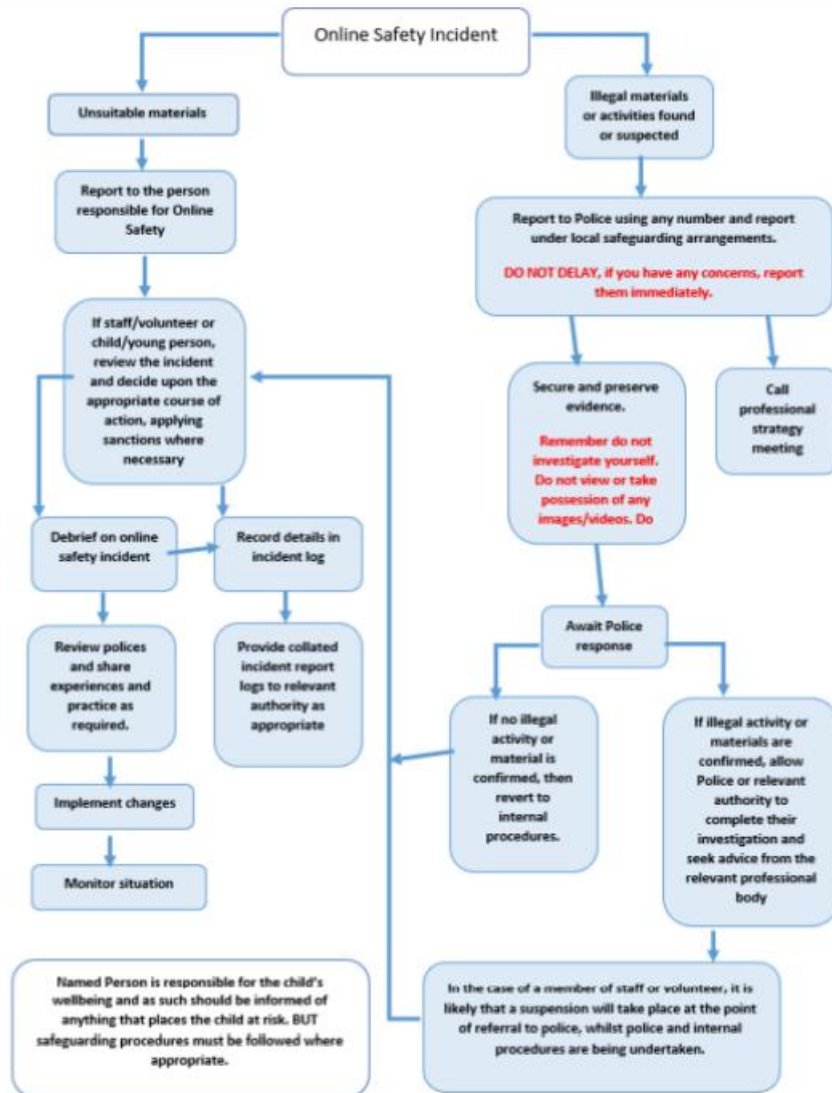 Online Safety Incident
Unsuitable materials
Report to the person
responsible for Online
Safety
If staff/volunteer or
child/young person,
review the incident
and decide upon the
appropriate course of
action, applying
sanctions where
necessary
Debrief on online
safety incident
Record details in
incident log
Review polices
and share
experiences and
practice as
required.
Provide collated
incident report
logs to relevant
authority as
appropriate
Implement changes
Monitor situation
Named Person is responsible for the child's
wellbeing and as such should be informed of
anything that places the child at risk. BUT
safeguarding procedures must be followed where
appropriate.
Illegal materials
or activities found
or suspected
Report to Police using any number and report
under local safeguarding arrangements.
DO NOT DELAY, if you have any concerns, report
them immediately.
Secure and preserve
evidence.
Remember do not
investigate yourself.
Do not view or take
possession of any
images/videos. Do
Call
professional
strategy
meeting
Await Police
response
If no illegal
activity or
material is
confirmed, then
revert to
internal
procedures.
If illegal activity or
materials are
confirmed, allow
Police or relevant
authority to
complete their
investigation and
seek advice from the
relevant professional
body
In the case of a member of staff or volunteer, it is
likely that a suspension will take place at the point
of referral to police, whilst police and internal
procedures are being undertaken.